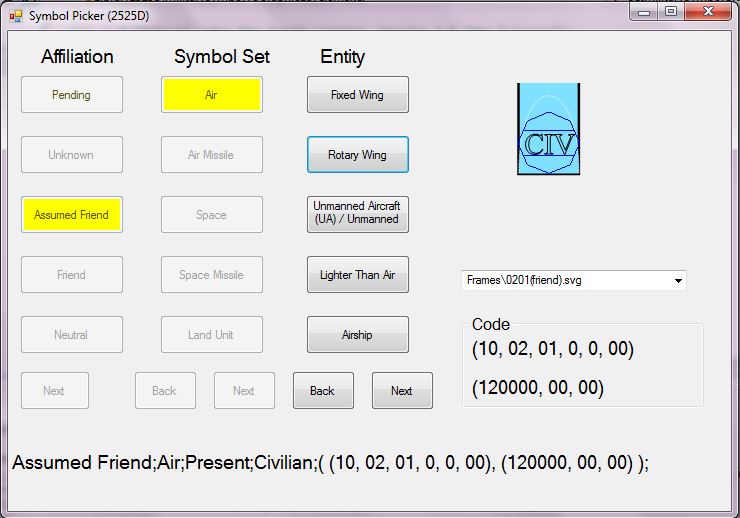 Symbol Picker (2525D)
Affiliation Symbol Set Entity
Pending Air Fixed Wing
Unknown Air Missile Rotary Wing
Assumed Friend Space Unmanned Aircraft
(UA) / Unmanned
Friend Space Missile Lighter Than Air
Neutral Land Unit Airship
Next Back Next Back Next
CIV
Frames\0201(friend).svg
Code
(10, 02, 01, 0, 0, 00)
(120000, 00, 00)
Assumed Friend;Air;Present;Civilian;( (10, 02, 01, 0, 0, 00), (120000, 00, 00) );